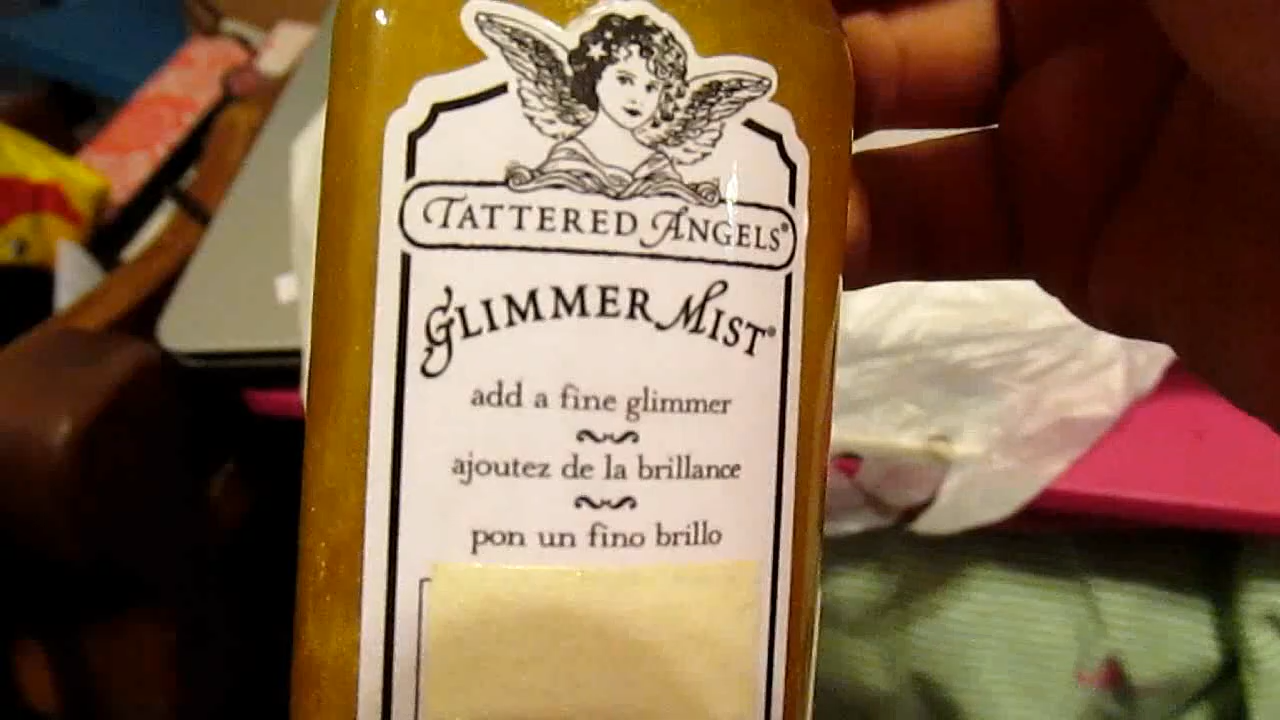 TATTERED ANGELS®
GLIMMER MIST®
add a fine glimmer
ajoutez de la brillance
pon un fino brillo